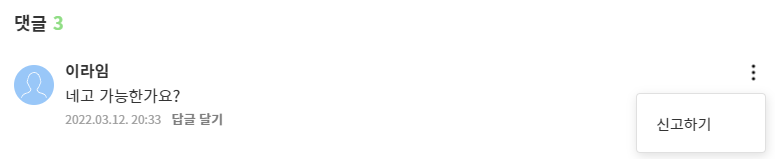 댓글 3
이라임
네고 가능한가요?
2022.03.12. 20:33 답글 달기
신고하기